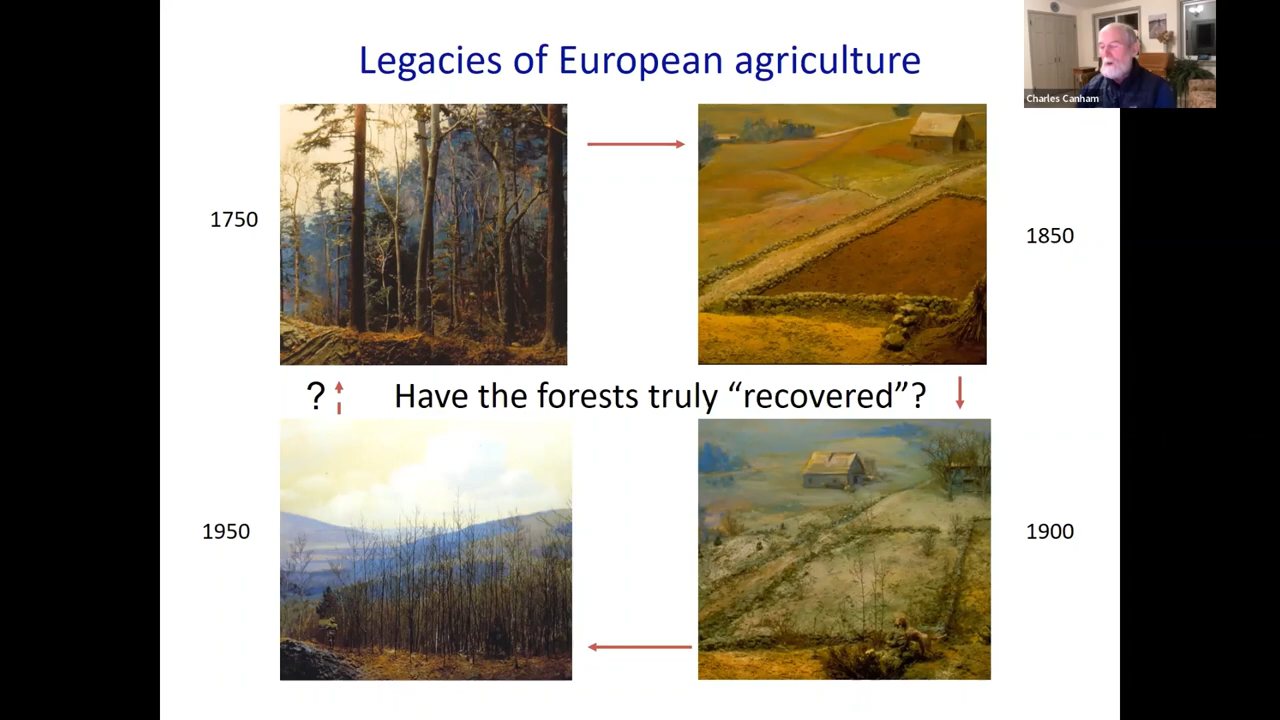 Legacies of European agriculture
Charles Canham
1750
1850
? Have the forests truly “recovered”?
1950
1900